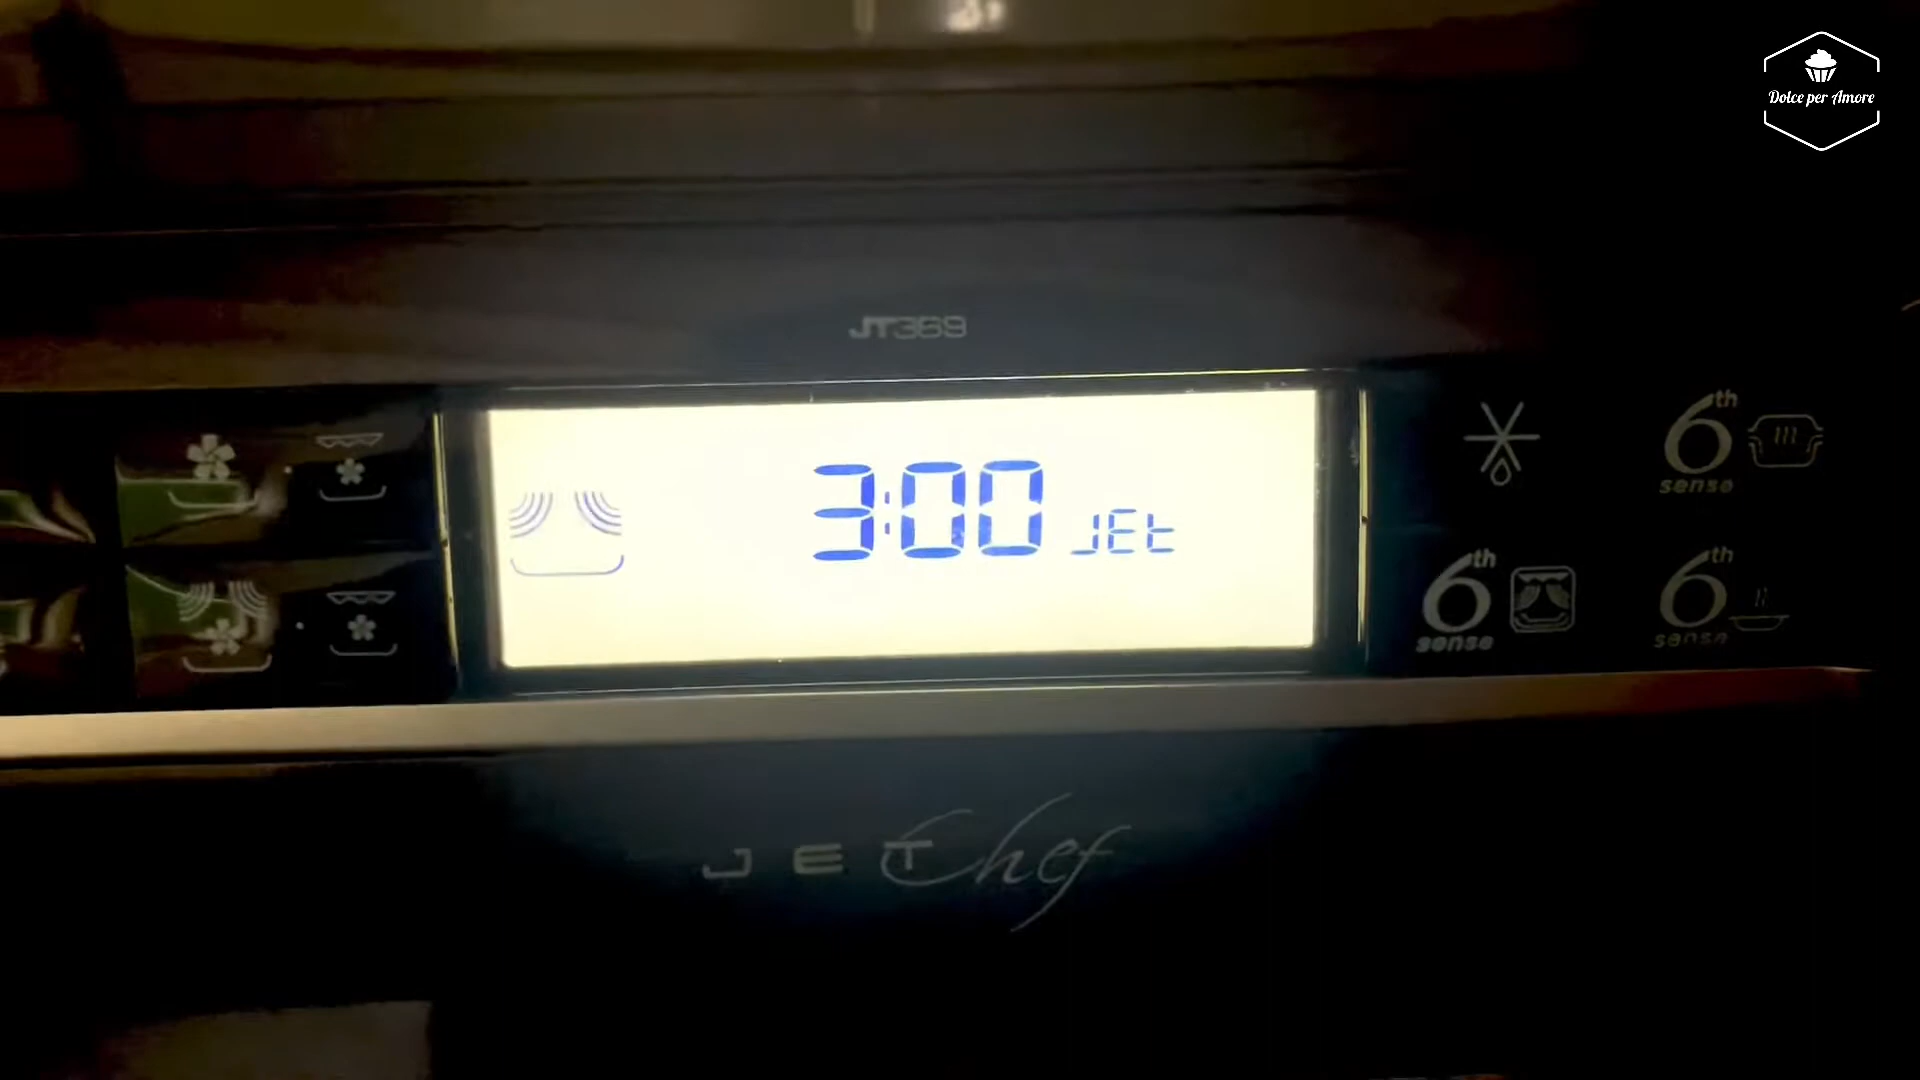 Dolce per Amore
JT369
3:00 JEt
6th sense
6th sense
6th sense
JET Chef